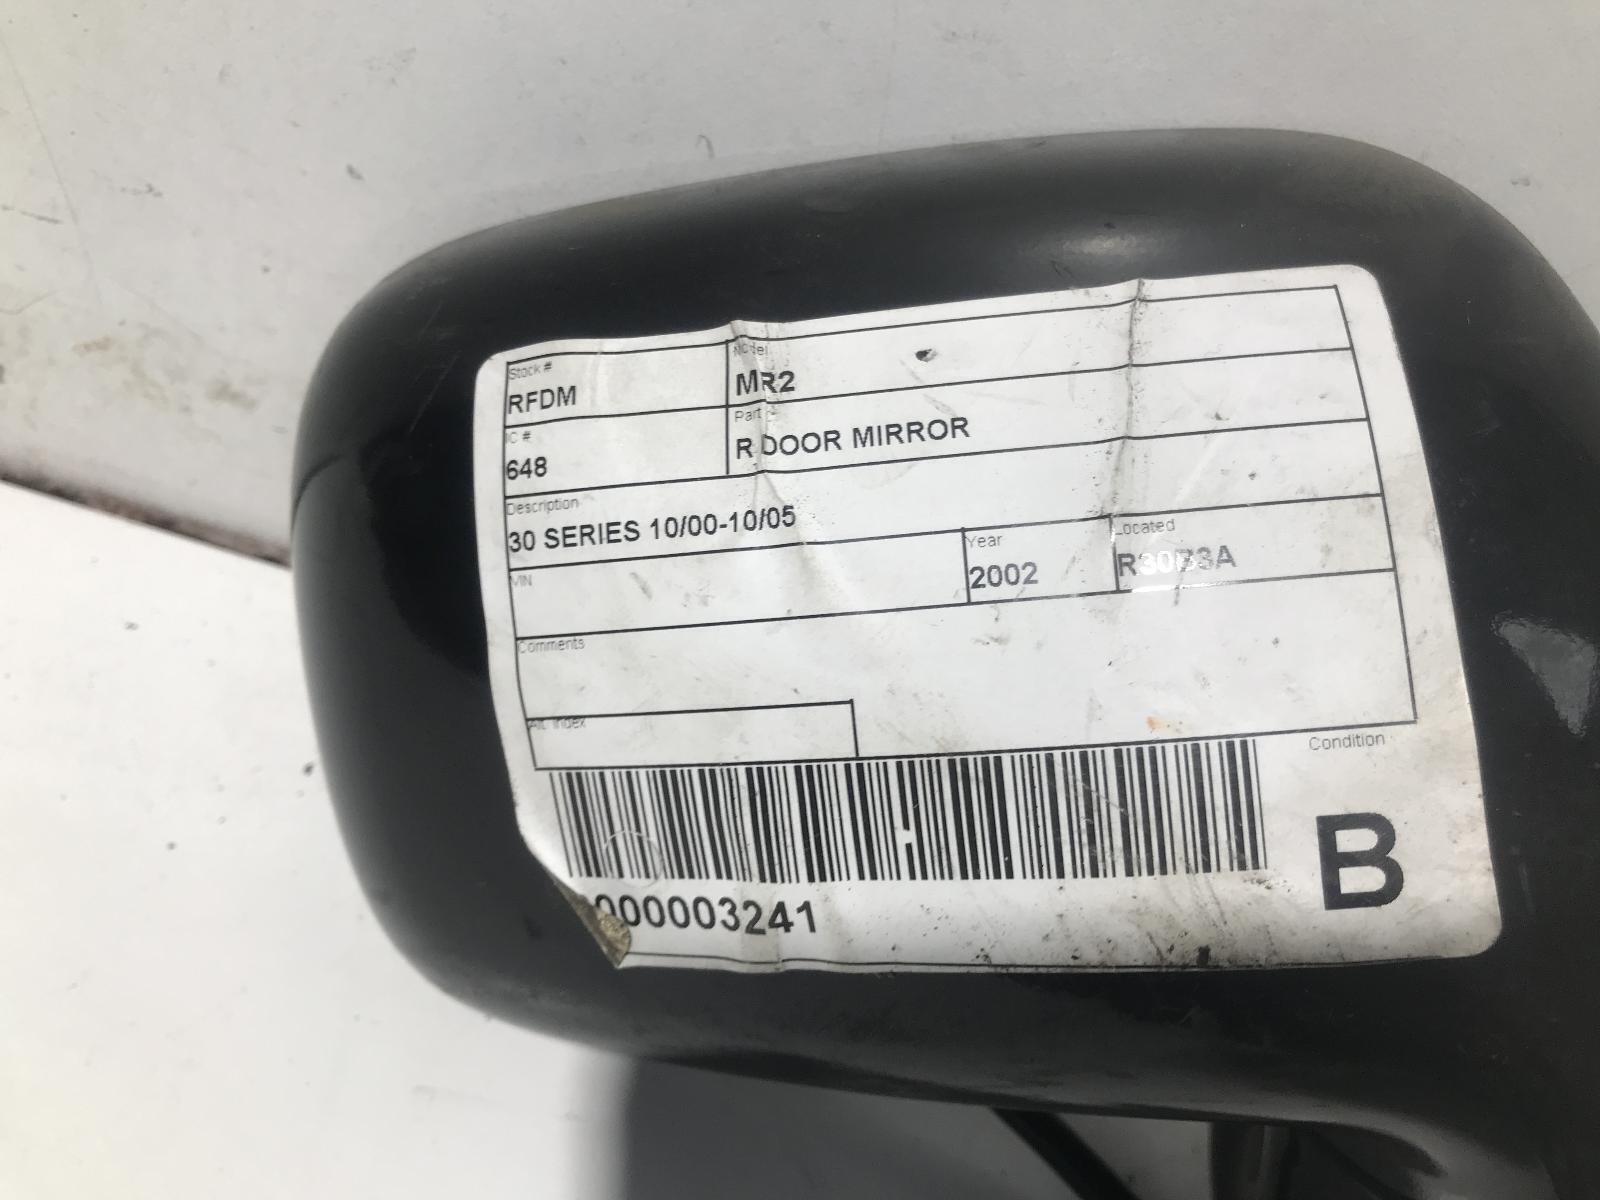 Stock # Model
RFDM MR2
IC # Part
648 R DOOR MIRROR
Description
30 SERIES 10/00-10/05
VIN Year Located
2002 R30B3A
Comments
Alt. Index
Condition
B
000003241